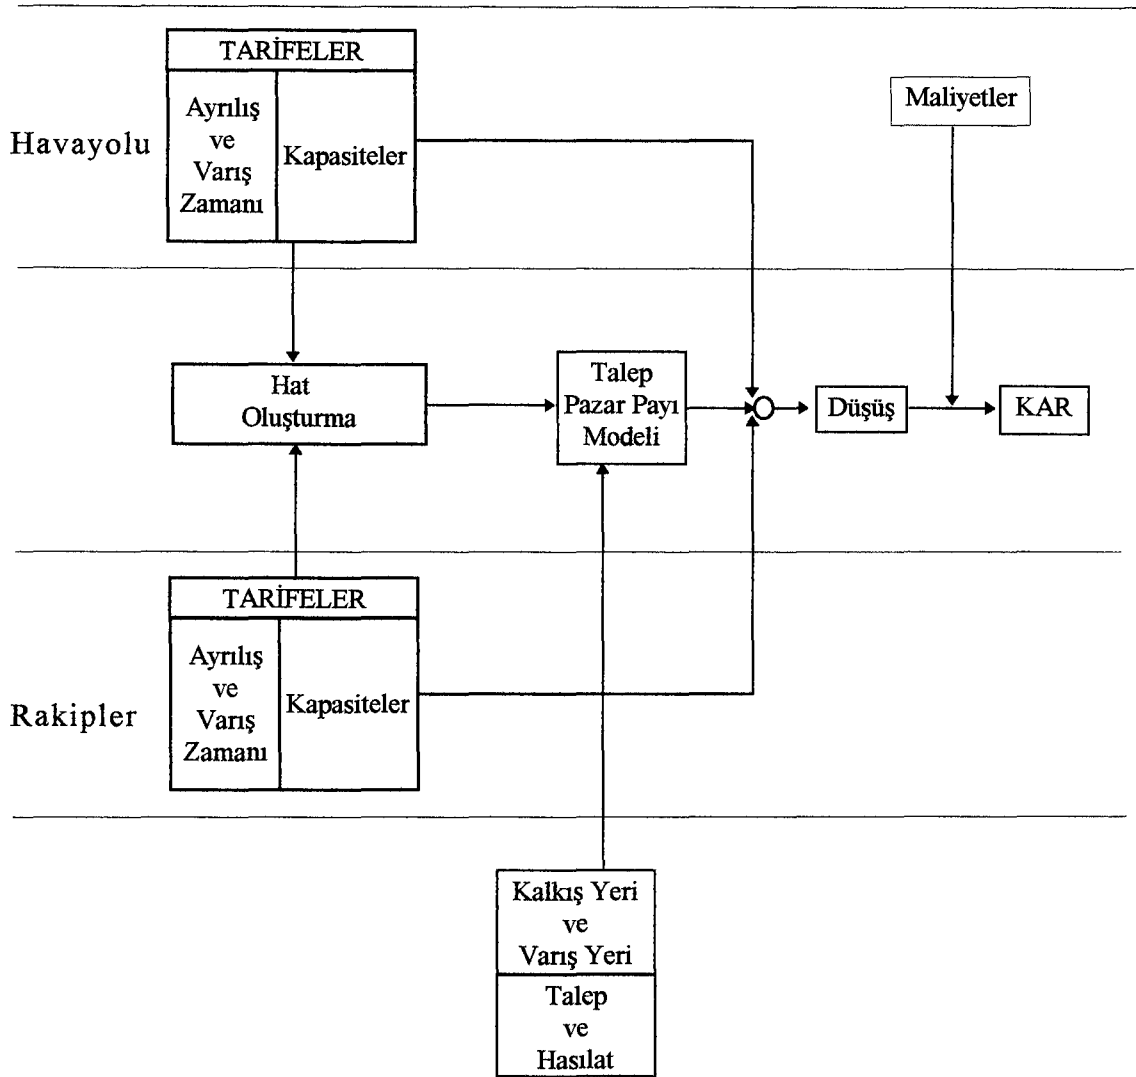 TARİFELER
Havayolu
Ayrılış
ve
Varış
Zamanı
Kapasiteler
Maliyetler
Hat
Oluşturma
Talep
Pazar Payı
Modeli
Düşüş
KAR
TARİFELER
Rakipler
Ayrılış
ve
Varış
Zamanı
Kapasiteler
Kalkış Yeri
ve
Varış Yeri
Talep
ve
Hasılat